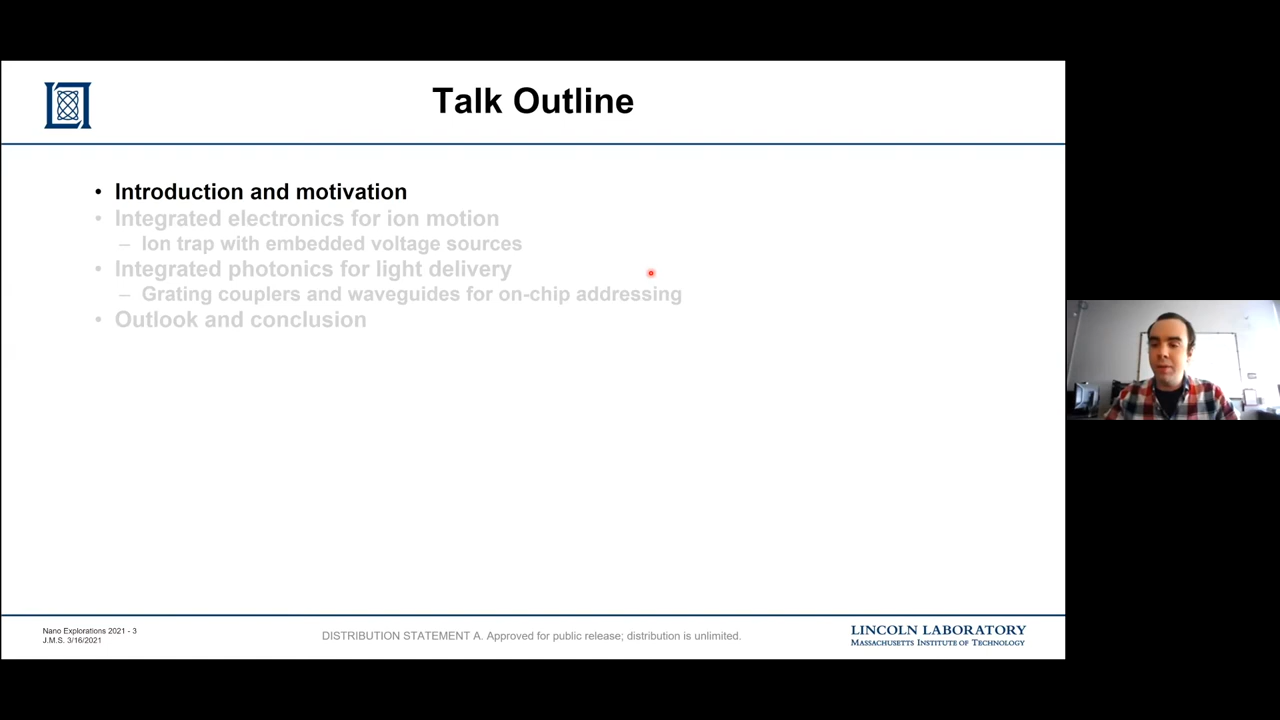 Talk Outline
• Introduction and motivation
• Integrated electronics for ion motion
– Ion trap with embedded voltage sources
• Integrated photonics for light delivery
– Grating couplers and waveguides for on-chip addressing
• Outlook and conclusion
Nano Explorations 2021 - 3
J.M.S. 3/16/2021
DISTRIBUTION STATEMENT A. Approved for public release; distribution is unlimited.
LINCOLN LABORATORY
MASSACHUSETTS INSTITUTE OF TECHNOLOGY